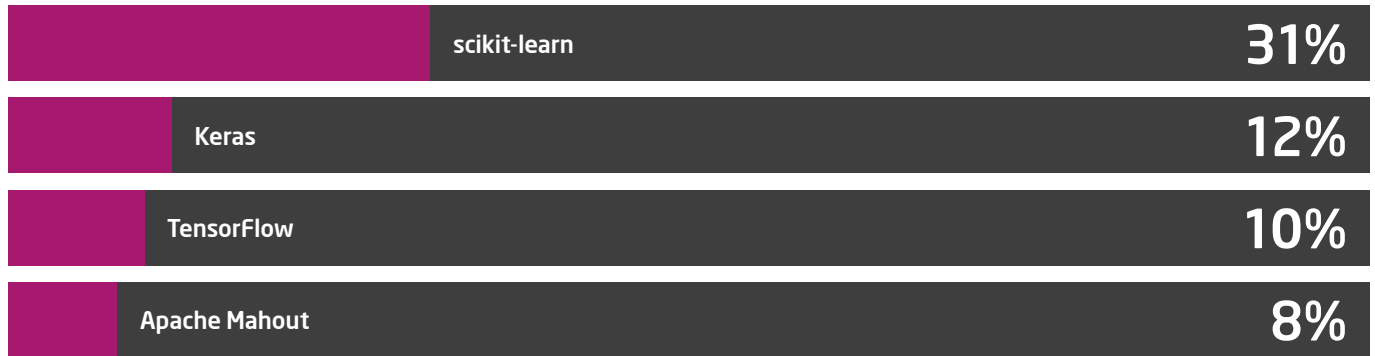 scikit-learn 31%
Keras 12%
TensorFlow 10%
Apache Mahout 8%